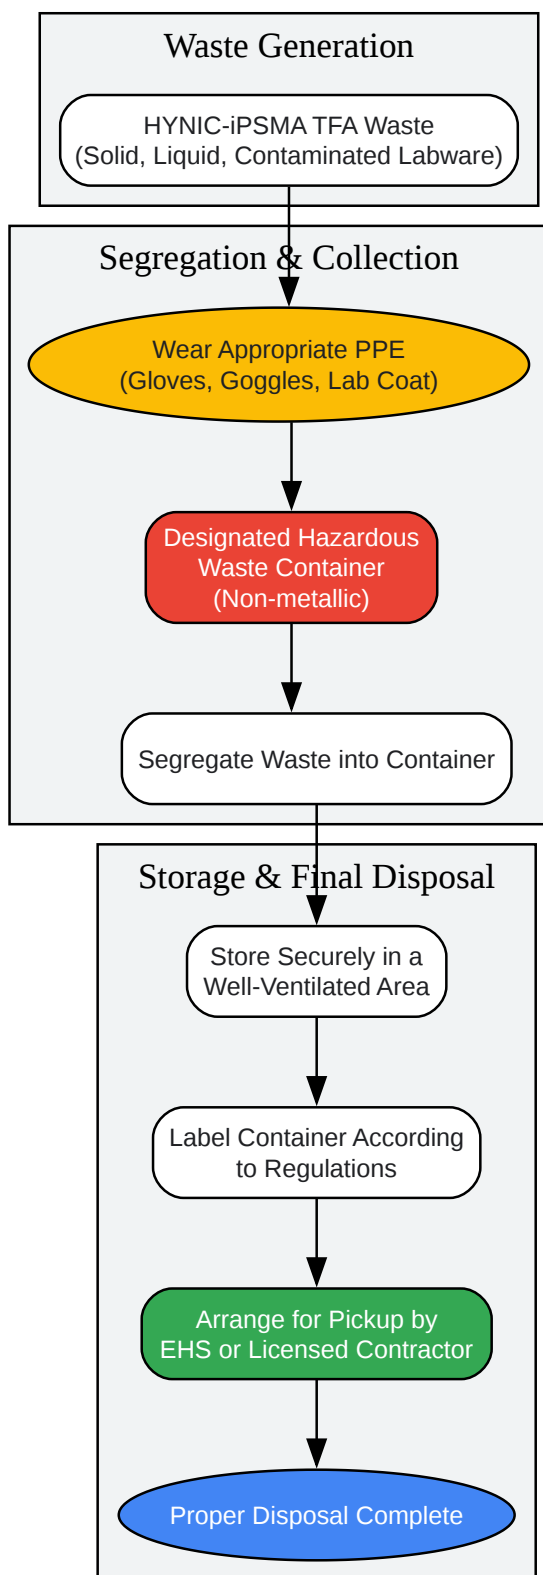 Waste Generation
HYNIC-iPSMA TFA Waste
(Solid, Liquid, Contaminated Labware)
Segregation & Collection
Wear Appropriate PPE
(Gloves, Goggles, Lab Coat)
Designated Hazardous
Waste Container
(Non-metallic)
Segregate Waste into Container
Storage & Final Disposal
Store Securely in a
Well-Ventilated Area
Label Container According
to Regulations
Arrange for Pickup by
EHS or Licensed Contractor
Proper Disposal Complete